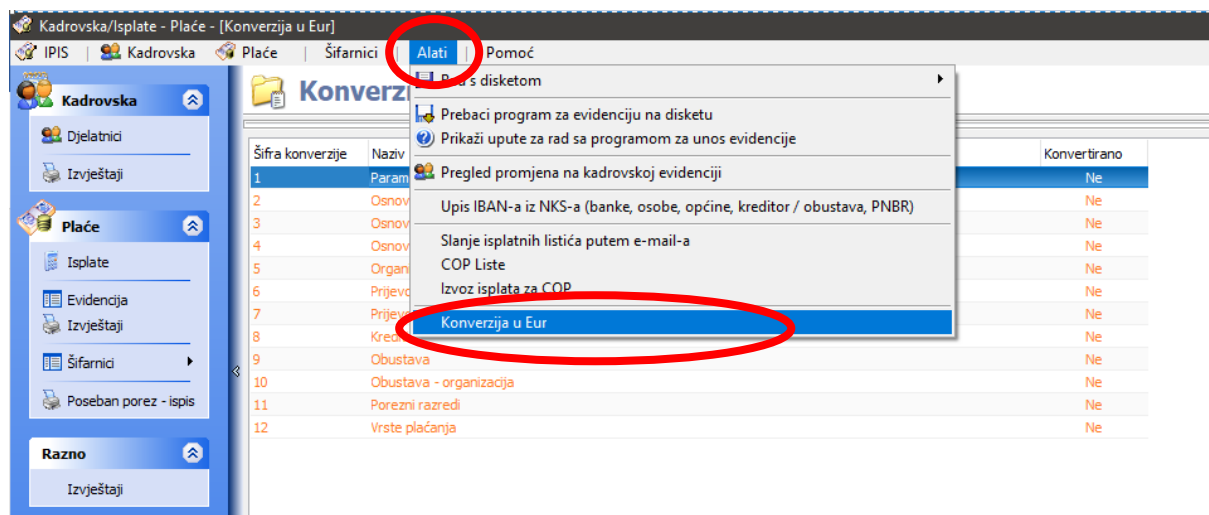 Kadrovska/Isplate - Plaće - [Konverzija u Eur]
IPIS | Kadrovska Plaće | Šifarnici | Alati | Pomoć
Kadrovska
Djelatnici
Izvještaji
Plaće
Isplate
Evidencija
Izvještaji
Šifarnici
Poseban porez - ispis
Razno
Izvještaji
s disketom
Prebaci program za evidenciju na disketu
Prikaži upute za rad sa programom za unos evidencije
Pregled promjena na kadrovskoj evidenciji
Upis IBAN-a iz NKS-a (banke, osobe, općine, kreditor / obustava, PNBR)
Slanje isplatnih listića putem e-mail-a
COP Liste
Izvoz isplata za COP
Konverzija u Eur
Konverzi
Šifra konverzije Naziv Konvertirano
1 Param Ne
2 Osnov Ne
3 Osnov Ne
4 Osnov Ne
5 Organ Ne
6 Prijevo Ne
7 Prijevo Ne
8 Kredi Ne
9 Obustava Ne
10 Obustava - organizacija Ne
11 Porezni razredi Ne
12 Vrste plaćanja Ne